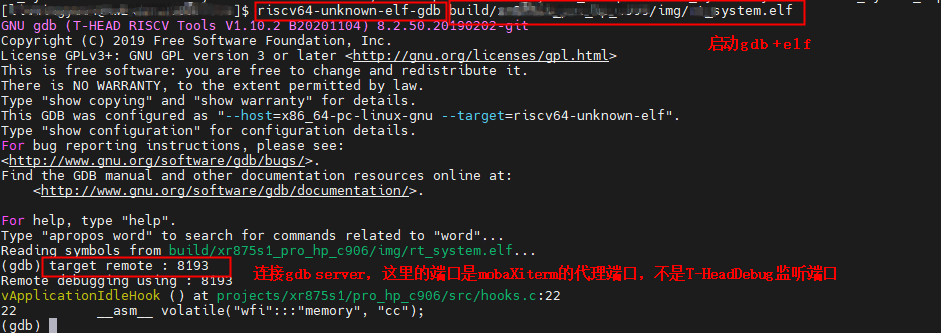 ]$ riscv64-unknown-elf-gdb build/x /img/ _system.elf
GNU gdb (T-HEAD RISCV Tools V1.10.2 B20201104) 8.2.50.20190202-git
启动gdb+elf
Copyright (C) 2019 Free Software Foundation, Inc.
License GPLv3+: GNU GPL version 3 or later <http://gnu.org/licenses/gpl.html>
This is free software: you are free to change and redistribute it.
There is NO WARRANTY, to the extent permitted by law.
Type "show copying" and "show warranty" for details.
This GDB was configured as "--host=x86_64-pc-linux-gnu --target=riscv64-unknown-elf".
Type "show configuration" for configuration details.
For bug reporting instructions, please see:
<http://www.gnu.org/software/gdb/bugs/>.
Find the GDB manual and other documentation resources online at:
<http://www.gnu.org/software/gdb/documentation/>.
For help, type "help".
Type "apropos word" to search for commands related to "word"...
Reading symbols from build/xr875s1_pro_hp_c906/img/rt_system.elf...
(gdb) target remote : 8193
连接gdb server，这里的端口是mobaXiterm的代理端口，不是T-HeadDebug监听端口
Remote debugging using : 8193
vApplicationIdleHook () at projects/xr875s1/pro_hp_c906/src/hooks.c:22
22 __asm__ volatile("wfi":::"memory", "cc");
(gdb)